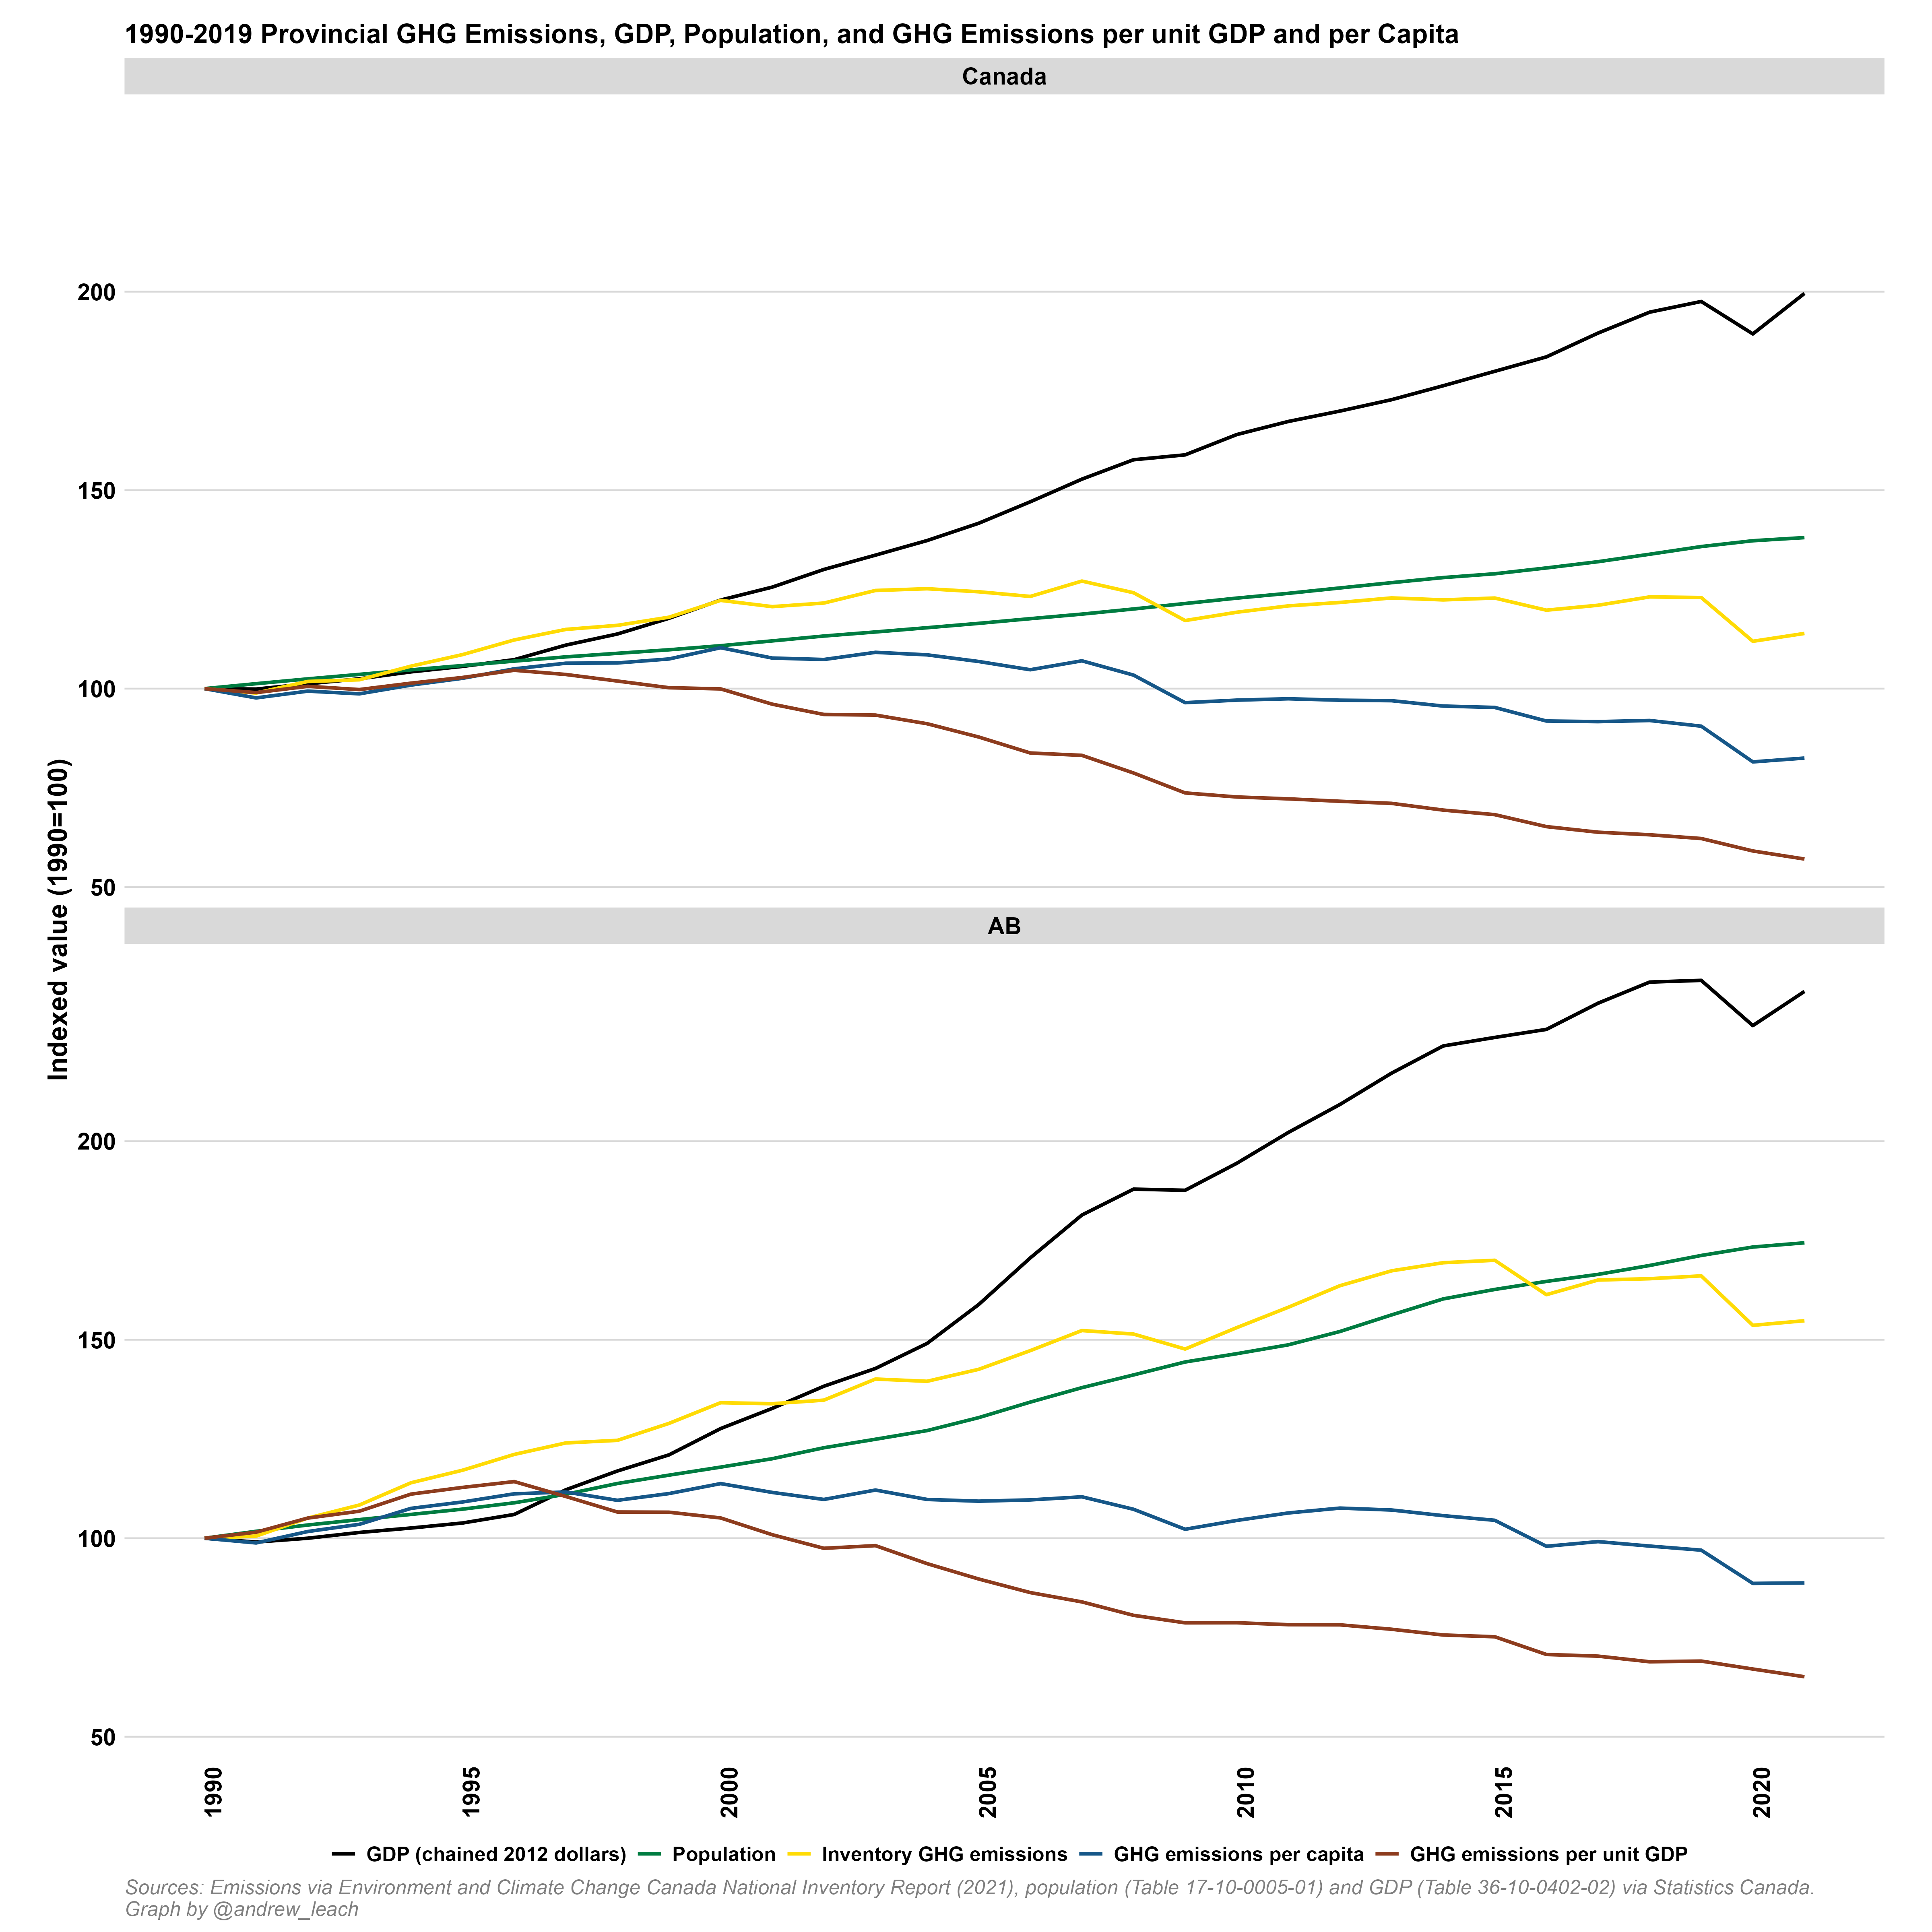 1990-2019 Provincial GHG Emissions, GDP, Population, and GHG Emissions per unit GDP and per Capita
Canada
200
150
100
50
Indexed value (1990=100)
AB
200
150
100
50
1990
1995
2000
2005
2010
2015
2020
GDP (chained 2012 dollars) Population Inventory GHG emissions GHG emissions per capita GHG emissions per unit GDP
Sources: Emissions via Environment and Climate Change Canada National Inventory Report (2021), population (Table 17-10-0005-01) and GDP (Table 36-10-0402-02) via Statistics Canada.
Graph by @andrew_leach